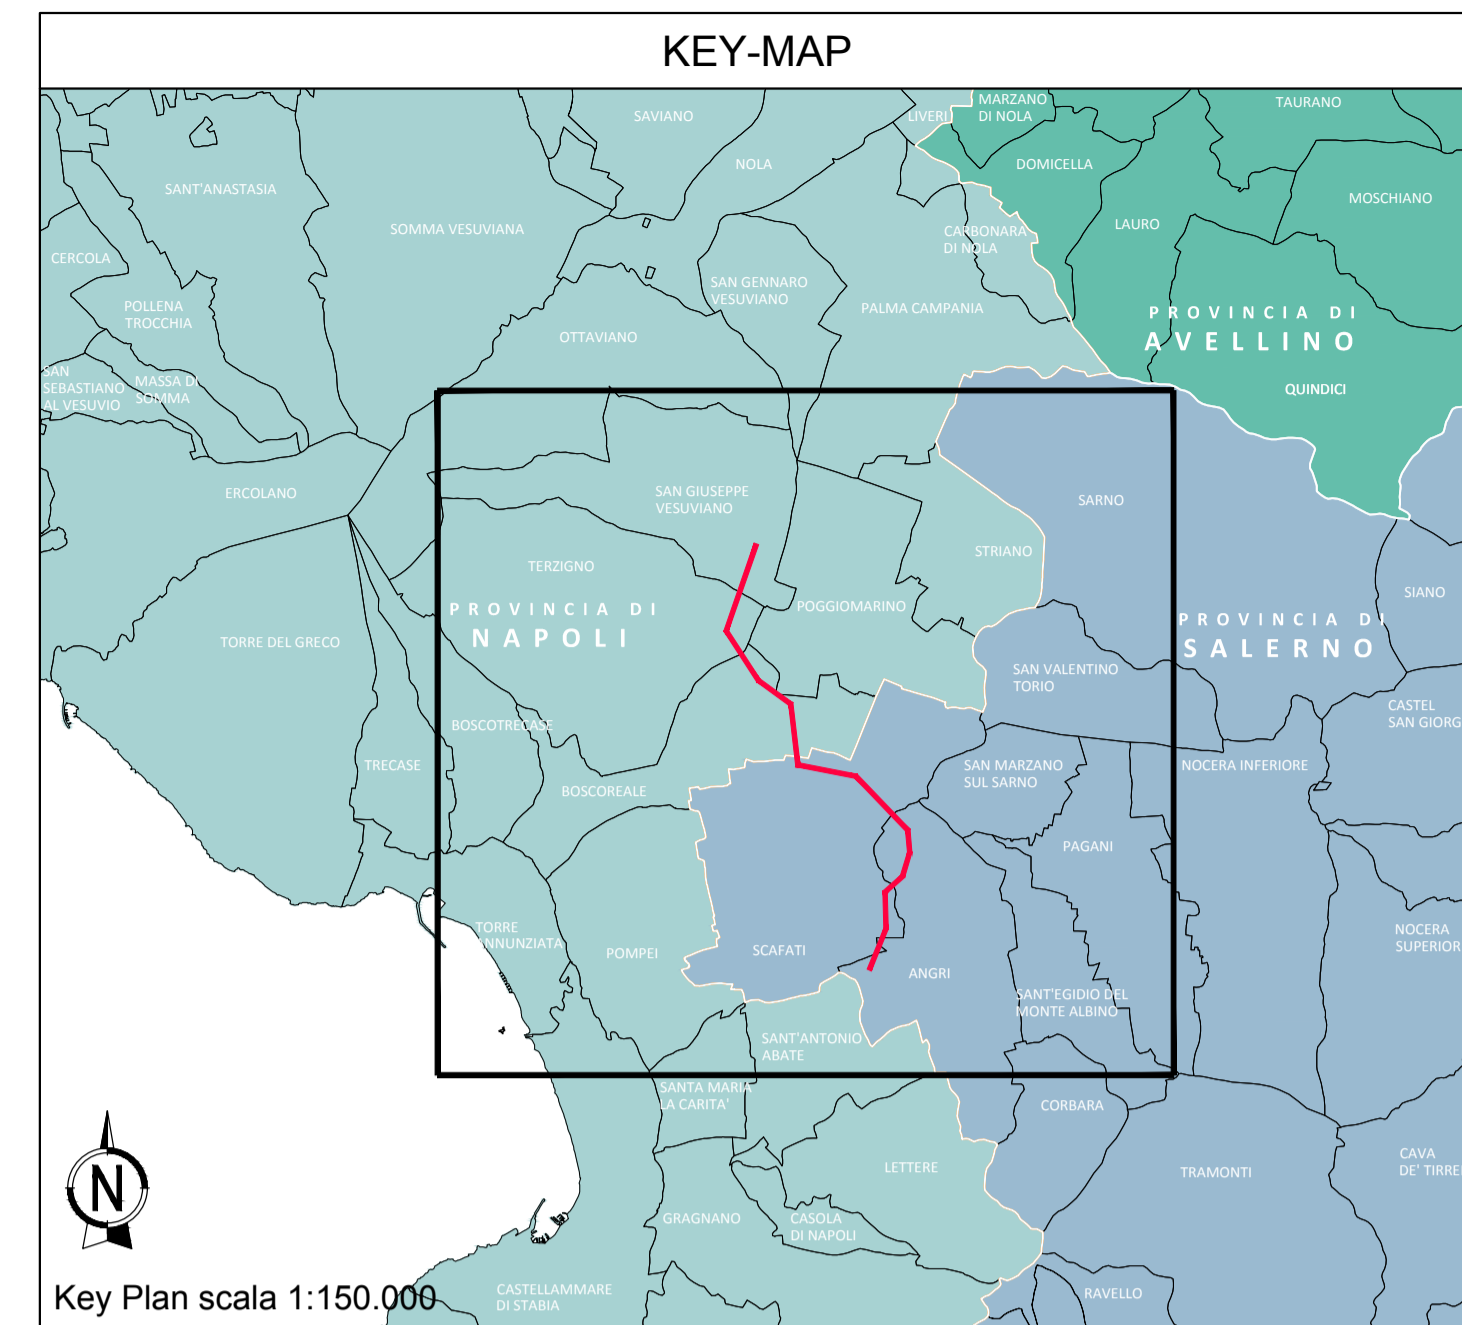 KEY-MAP
SAVIANO
LIVERI
MARZANO
DI NOLA
TAURANO
NOLA
DOMICELLA
SANT'ANASTASIA
MOSCHIANO
SOMMA VESUVIANA
LAURO
CARBONARA
DI NOLA
CERCOLA
SAN GENNARO
VESUVIANO
POLLENA
TROCCHIA
PALMA CAMPANIA
PROVINCIA DI
AVELLINO
OTTAVIANO
SAN
SEBASTIANO
AL VESUVIO
MASSA DI
SOMMA
QUINDICI
ERCOLANO
SAN GIUSEPPE
VESUVIANO
SARNO
STRIANO
TERZIGNO
SIANO
PROVINCIA DI
NAPOLI
POGGIOMARINO
PROVINCIA DI
SALERNO
TORRE DEL GRECO
SAN VALENTINO
TORIO
CASTEL
SAN GIORG
BOSCOTRECASE
TRECASE
SAN MARZANO
SUL SARNO
NOCERA INFERIORE
BOSCOREALE
PAGANI
TORRE
ANNUNZIATA
POMPEI
SCAFATI
NOCERA
SUPERIOR
ANGRI
SANT'EGIDIO DEL
MONTE ALBINO
SANT'ANTONIO
ABATE
SANTA MARIA
LA CARITA'
CORBARA
LETTERE
TRAMONTI
CAVA
DE' TIRRE
N
GRAGNANO
CASOLA
DI NAPOLI
Key Plan scala 1:150.000
CASTELLAMMARE
DI STABIA
RAVELLO